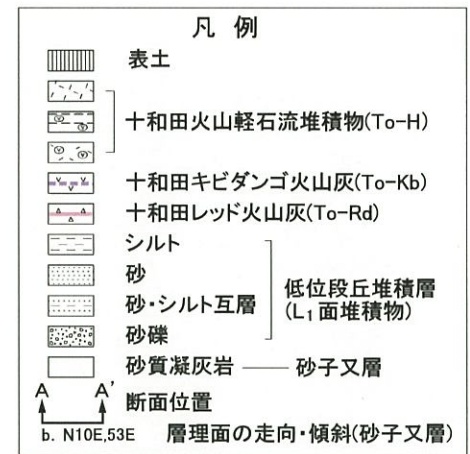 凡 例
表土
十和田火山軽石流堆積物(To-H)
十和田キビダンゴ火山灰(To-Kb)
十和田レッド火山灰(To-Rd)
シルト
砂
砂・シルト互層
砂礫
低位段丘堆積層
(L₁面堆積物)
砂質凝灰岩 —— 砂子又層
A A'
断面位置
b. N10E,53E 層理面の走向・傾斜(砂子又層)